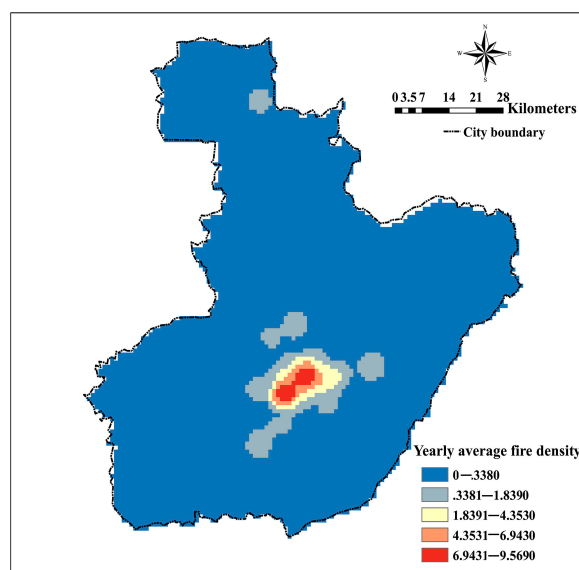 N
W E
S
0 3.5 7 14 21 28
Kilometers
City boundary
Yearly average fire density
0—.3380
.3381—1.8390
1.8391—4.3530
4.3531—6.9430
6.9431—9.5690